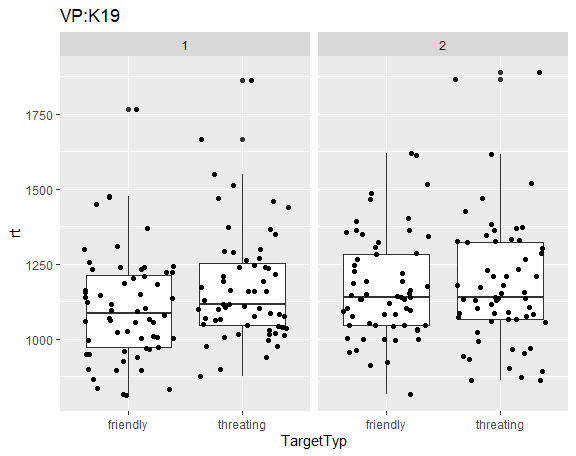 VP:K19
1 2
rt
1750
1500
1250
1000
friendly threating friendly threating
TargetTyp